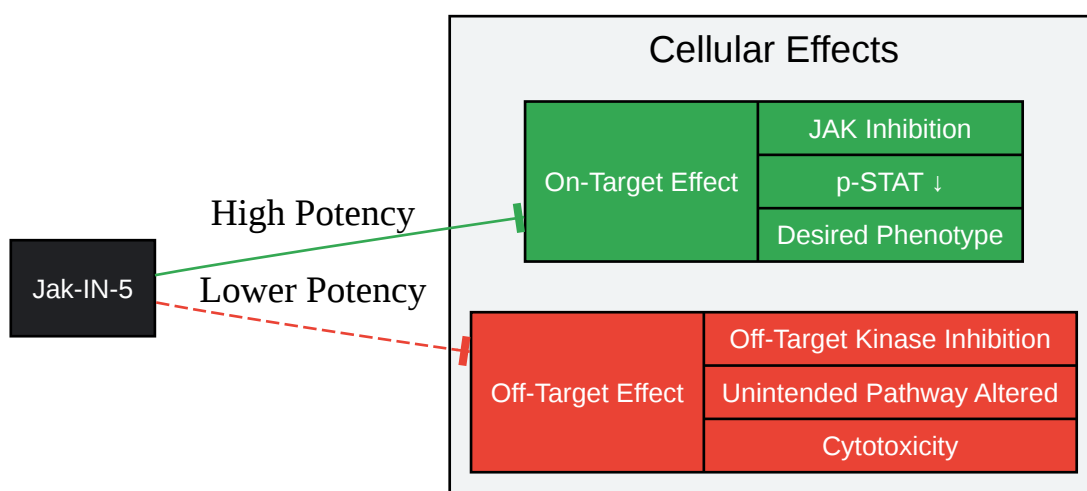 Cellular Effects
On-Target Effect
JAK Inhibition
p-STAT ↓
Desired Phenotype
High Potency
Jak-IN-5
Lower Potency
Off-Target Effect
Off-Target Kinase Inhibition
Unintended Pathway Altered
Cytotoxicity